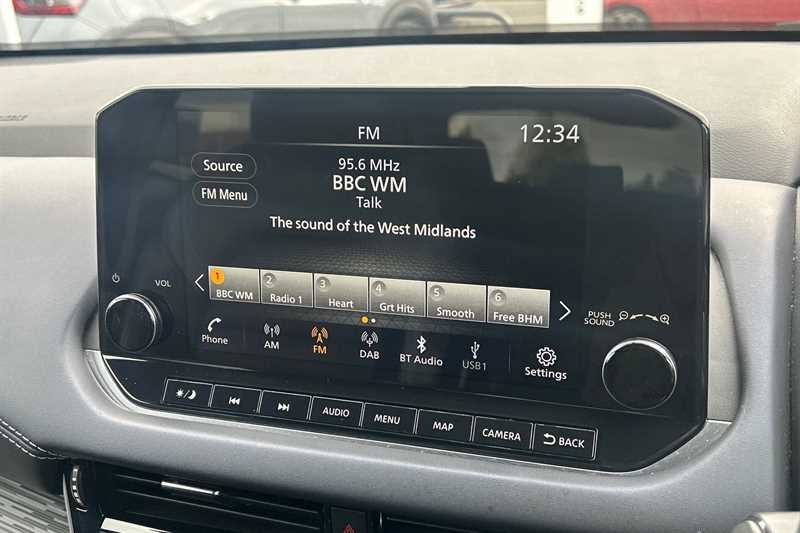 FM
12:34
Source
FM Menu
95.6 MHz
BBC WM
Talk
The sound of the West Midlands
1 BBC WM
2 Radio 1
3 Heart
4 Grt Hits
5 Smooth
6 Free BHM
VOL
PUSH SOUND
Phone
AM
FM
DAB
BT Audio
USB1
Settings
AUDIO
MENU
MAP
CAMERA
BACK